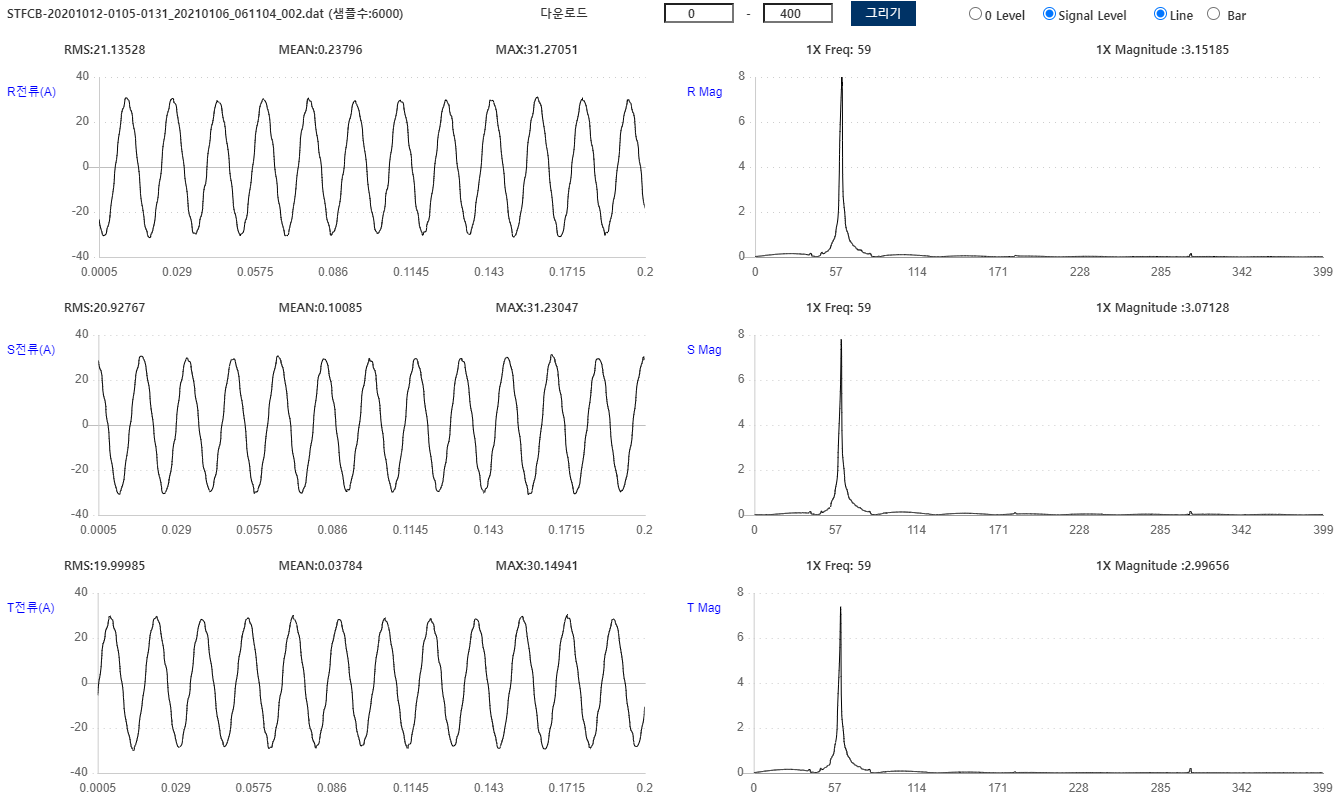 STFCB-20201012-0105-0131_20210106_061104_002.dat (샘플수:6000) 다운로드 0 - 400 그리기 0 Level Signal Level Line Bar
RMS:21.13528 MEAN:0.23796 MAX:31.27051 1X Freq: 59 1X Magnitude :3.15185
R전류(A)
40
20
0
-20
-40
0.0005 0.029 0.0575 0.086 0.1145 0.143 0.1715 0.2
R Mag
8
6
4
2
0
0 57 114 171 228 285 342 399
RMS:20.92767 MEAN:0.10085 MAX:31.23047 1X Freq: 59 1X Magnitude :3.07128
S전류(A)
40
20
0
-20
-40
0.0005 0.029 0.0575 0.086 0.1145 0.143 0.1715 0.2
S Mag
8
6
4
2
0
0 57 114 171 228 285 342 399
RMS:19.99985 MEAN:0.03784 MAX:30.14941 1X Freq: 59 1X Magnitude :2.99656
T전류(A)
40
20
0
-20
-40
0.0005 0.029 0.0575 0.086 0.1145 0.143 0.1715 0.2
T Mag
8
6
4
2
0
0 57 114 171 228 285 342 399